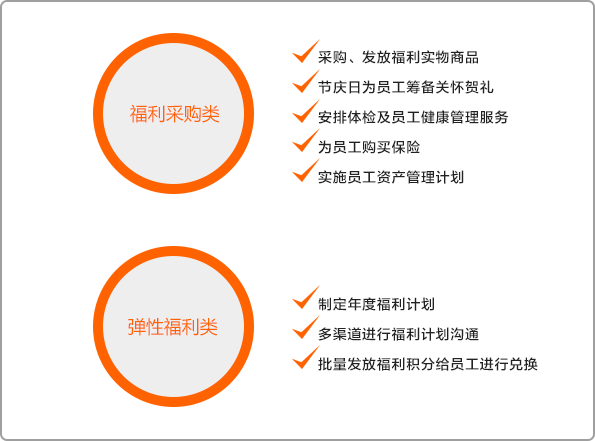 福利采购类
采购、发放福利实物商品
节庆日为员工筹备关怀贺礼
安排体检及员工健康管理服务
为员工购买保险
实施员工资产管理计划
弹性福利类
制定年度福利计划
多渠道进行福利计划沟通
批量发放福利积分给员工进行兑换